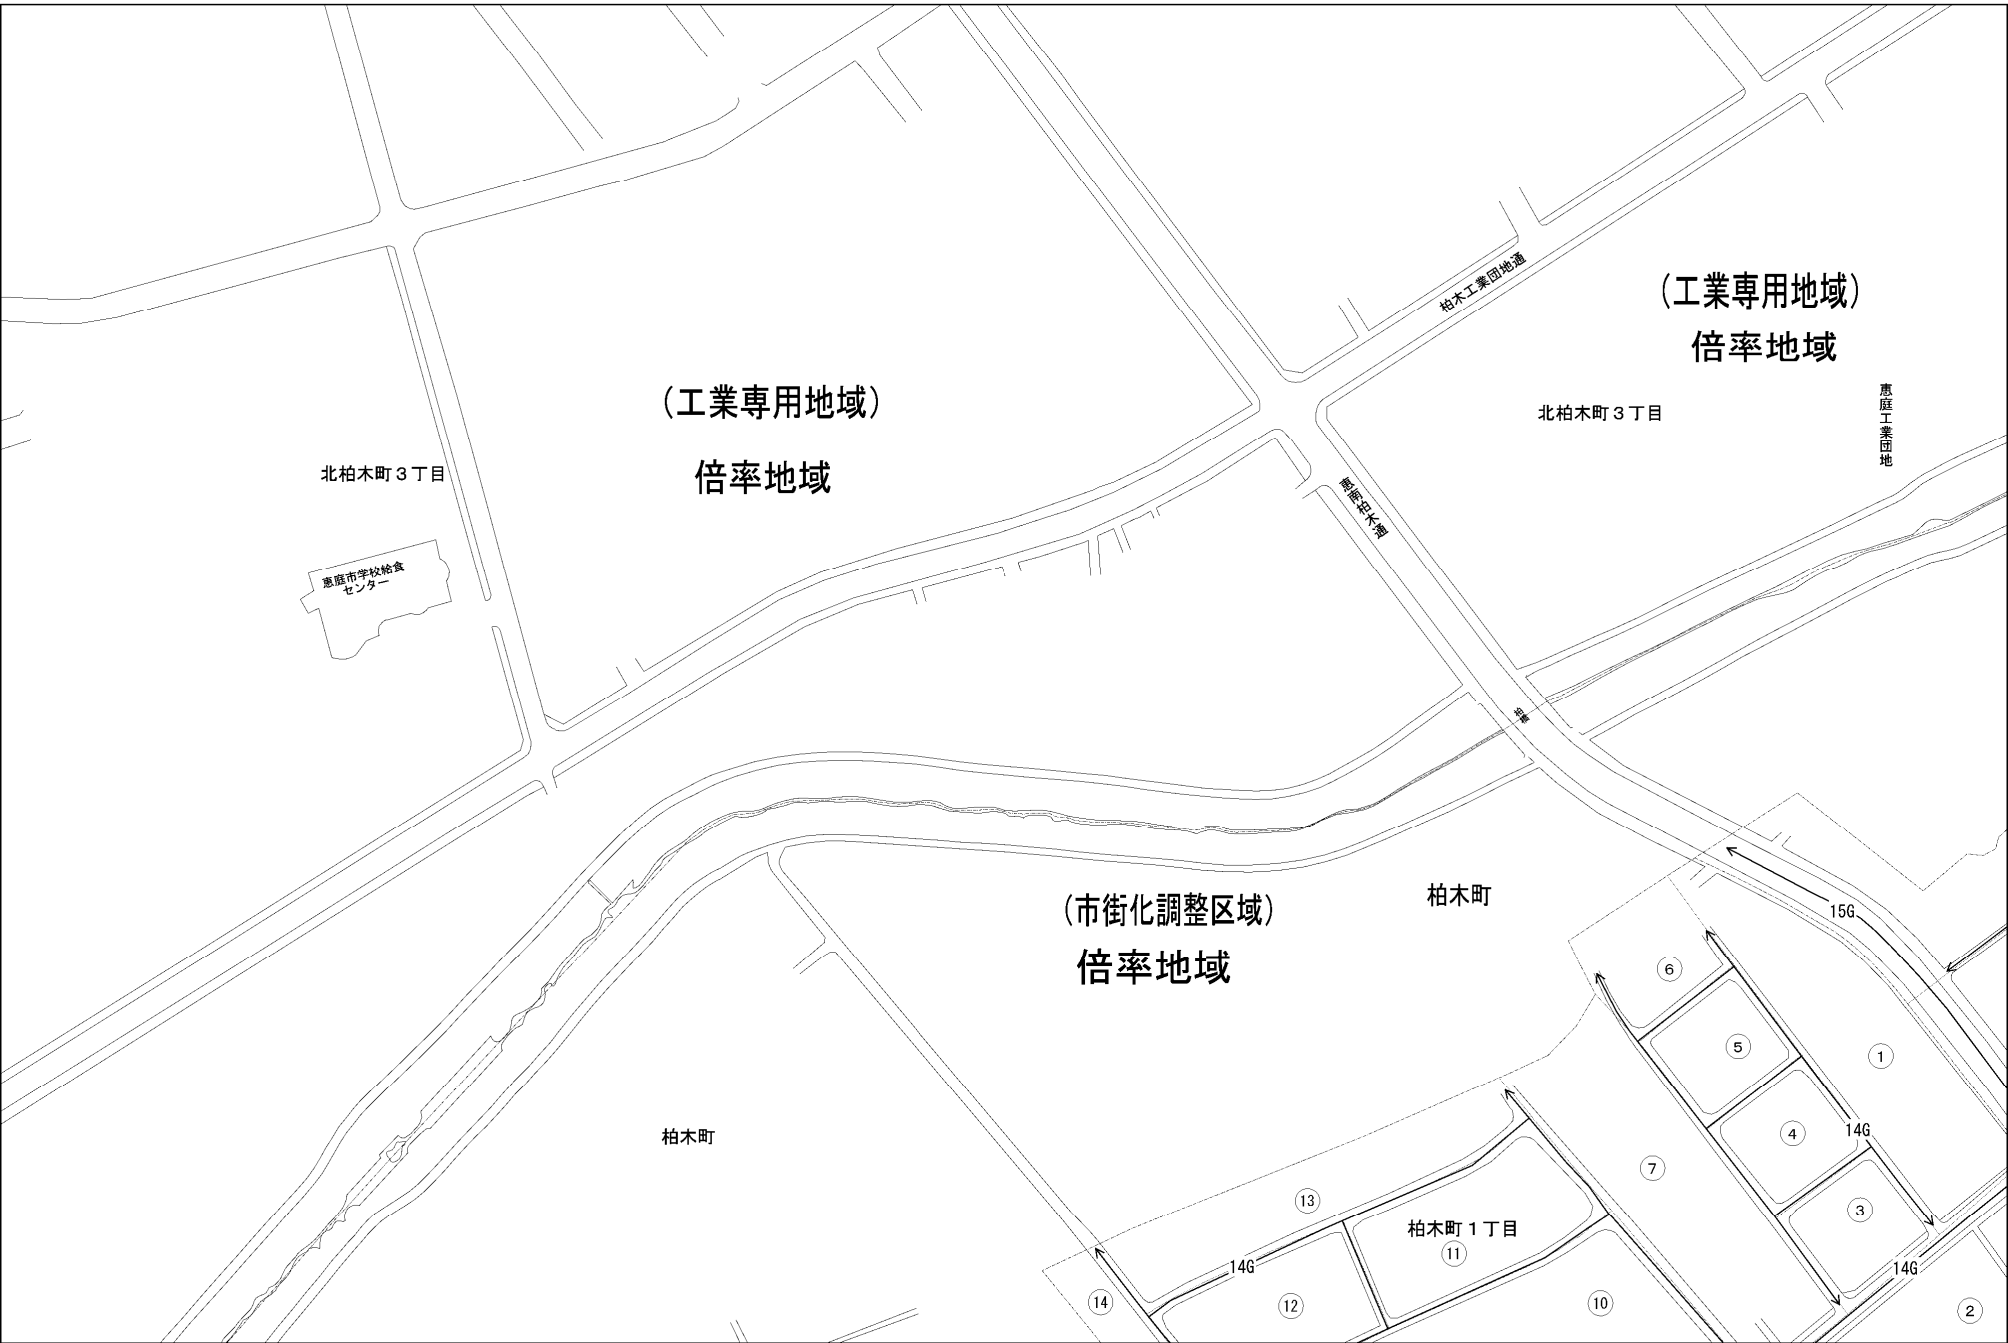 柏木工業団地通
（工業専用地域）
倍率地域
（工業専用地域）
倍率地域
北柏木町３丁目
恵庭工業団地
北柏木町３丁目
恵南柏木通
恵庭市学校給食
センター
柏橋
（市街化調整区域）
倍率地域
柏木町
15G
⑥
⑤
①
④
14G
柏木町
⑦
⑬
③
柏木町１丁目
⑪
14G
14G
⑭
⑫
⑩
②